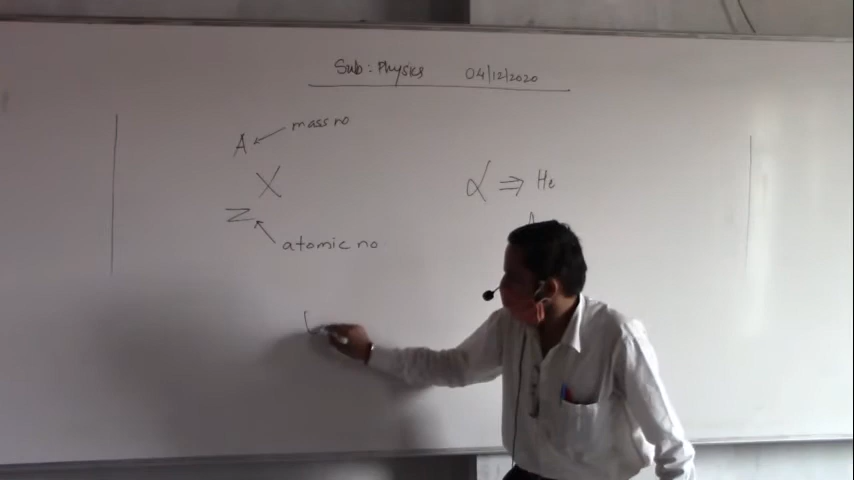 Sub: Physics 04/12/2020
A ← mass no
X
Z ← atomic no
α ⇒ He